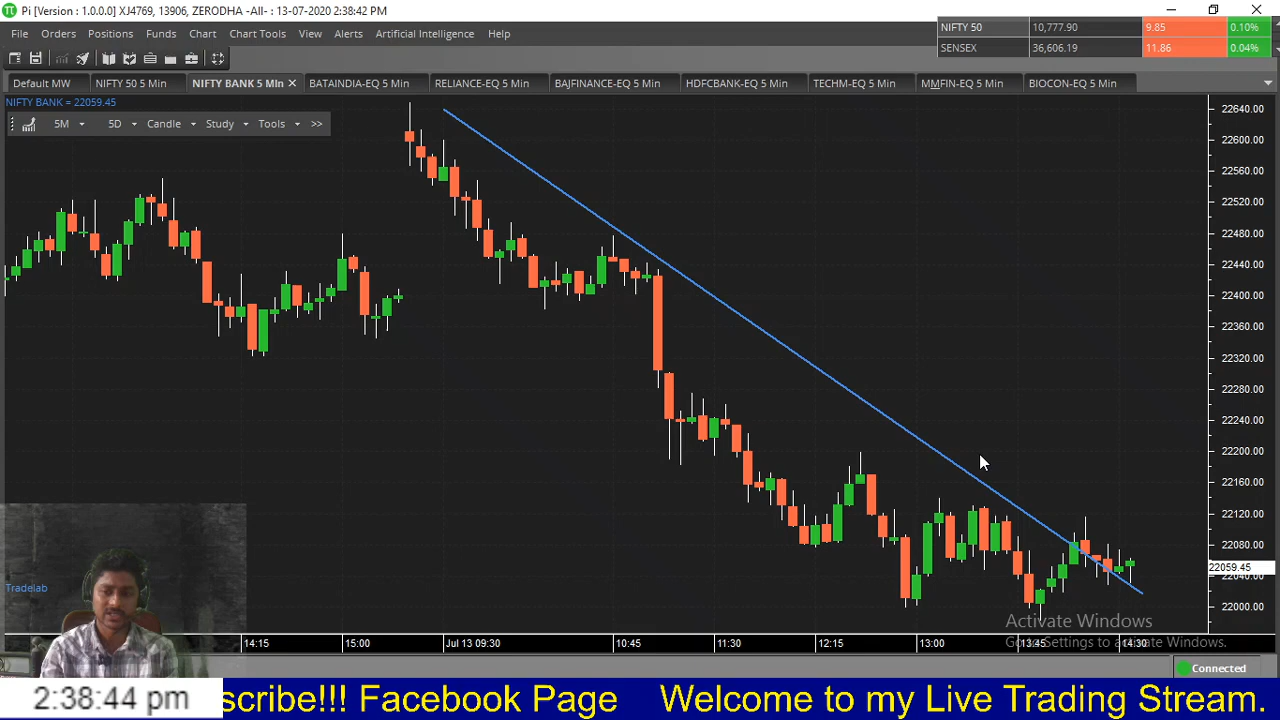 Pi [Version : 1.0.0.0] XJ4769, 13906, ZERODHA -All- : 13-07-2020 2:38:42 PM
File Orders Positions Funds Chart Chart Tools View Alerts Artificial Intelligence Help
NIFTY 50 10,777.90 9.85 0.10%
SENSEX 36,606.19 11.86 0.04%
Default MW NIFTY 50 5 Min NIFTY BANK 5 Min BATAINDIA-EQ 5 Min RELIANCE-EQ 5 Min BAJFINANCE-EQ 5 Min HDFCBANK-EQ 5 Min TECHM-EQ 5 Min MMFIN-EQ 5 Min BIOCON-EQ 5 Min
NIFTY BANK = 22059.45
5M 5D Candle Study Tools >>
22640.00
22600.00
22560.00
22520.00
22480.00
22440.00
22400.00
22360.00
22320.00
22280.00
22240.00
22200.00
22160.00
22120.00
22080.00
22059.45
22040.00
22000.00
Tradelab
Activate Windows
Go to Settings to activate Windows.
14:15 15:00 Jul 13 09:30 10:45 11:30 12:15 13:00 13:45 14:30
Connected
2:38:44 pm
scribe!!! Facebook Page Welcome to my Live Trading Stream.